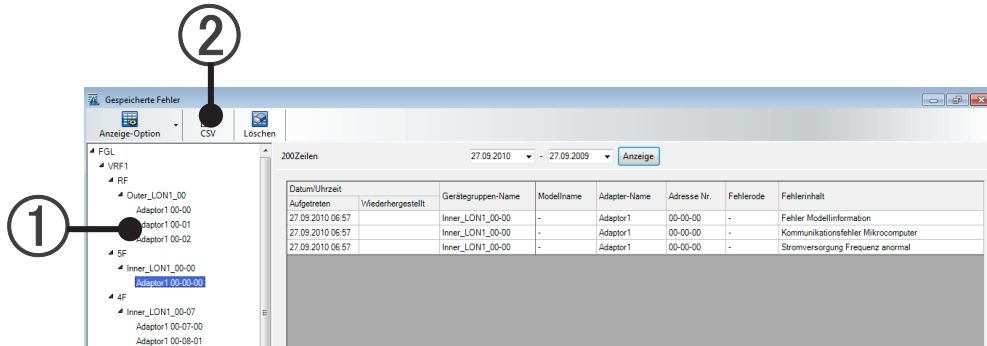 ②
Gespeicherte Fehler
Anzeige-Option CSV Löschen
FGL
VRF1
RF
Outer_LON1_00
Adaptor1 00-00
Adaptor1 00-01
Adaptor1 00-02
5F
Inner_LON1_00-00
Adaptor1 00-00-00
4F
Inner_LON1_00-07
Adaptor1 00-07-00
Adaptor1 00-08-01
①
200Zeilen 27.09.2010 - 27.09.2009 Anzeige
Datum/Uhrzeit Gerätegruppen-Name Modellname Adapter-Name Adresse Nr. Fehlerode Fehlerinhalt
Aufgetreten Wiederhergestellt
27.09.2010 06:57 Inner_LON1_00-00 - Adaptor1 00-00-00 - Fehler Modellinformation
27.09.2010 06:57 Inner_LON1_00-00 - Adaptor1 00-00-00 - Kommunikationsfehler Mikrocomputer
27.09.2010 06:57 Inner_LON1_00-00 - Adaptor1 00-00-00 - Stromversorgung Frequenz anormal